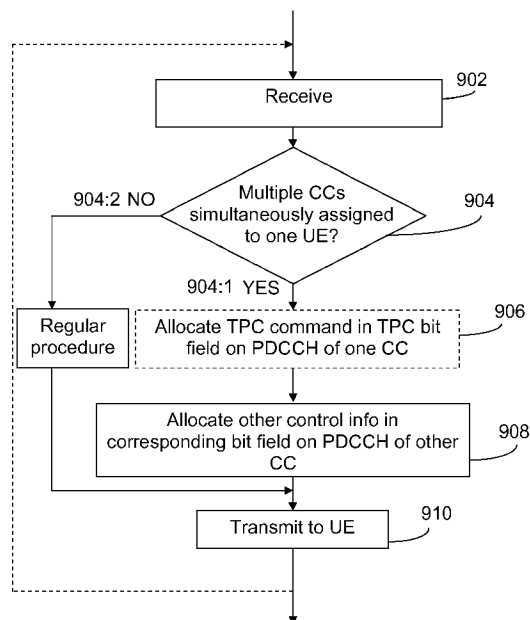 902
Receive
904:2 NO
Multiple CCs
simultaneously assigned
to one UE?
904
904:1 YES
Regular
procedure
Allocate TPC command in TPC bit
field on PDCCH of one CC
906
Allocate other control info in
corresponding bit field on PDCCH of other
CC
908
Transmit to UE
910